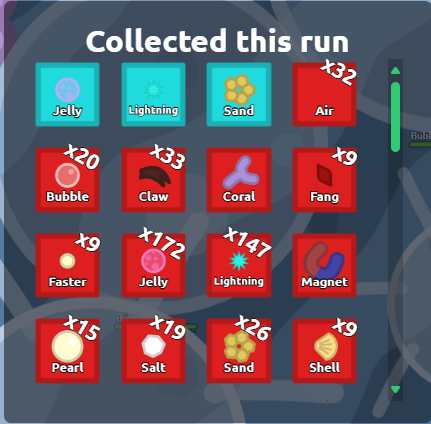 Collected this run
Jelly
Lightning
Sand
x32
Air
x20
Bubble
x33
Claw
Coral
x9
Fang
x9
Faster
x172
Jelly
x147
Lightning
Magnet
x15
Pearl
x19
Salt
x26
Sand
x9
Shell